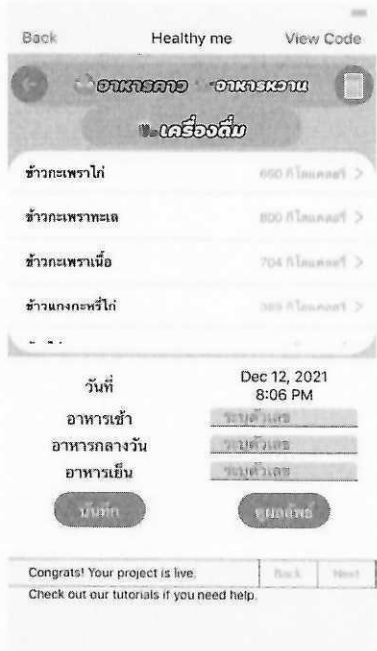 Back Healthy me View Code
อาหารคาว อาหารหวาน
เครื่องดื่ม
ข้าวกะเพราไก่ 660 กิโลแคลอรี่ >
ข้าวกะเพราทะเล 800 กิโลแคลอรี่ >
ข้าวกะเพราเนื้อ 704 กิโลแคลอรี่ >
ข้าวแกงกะหรี่ไก่ กิโลแคลอรี่ >
วันที่ Dec 12, 2021
8:06 PM
อาหารเช้า ระบุตัวเลข
อาหารกลางวัน ระบุตัวเลข
อาหารเย็น ระบุตัวเลข
บันทึก ดูผลลัพธ์
Congrats! Your project is live. Back Next
Check out our tutorials if you need help.